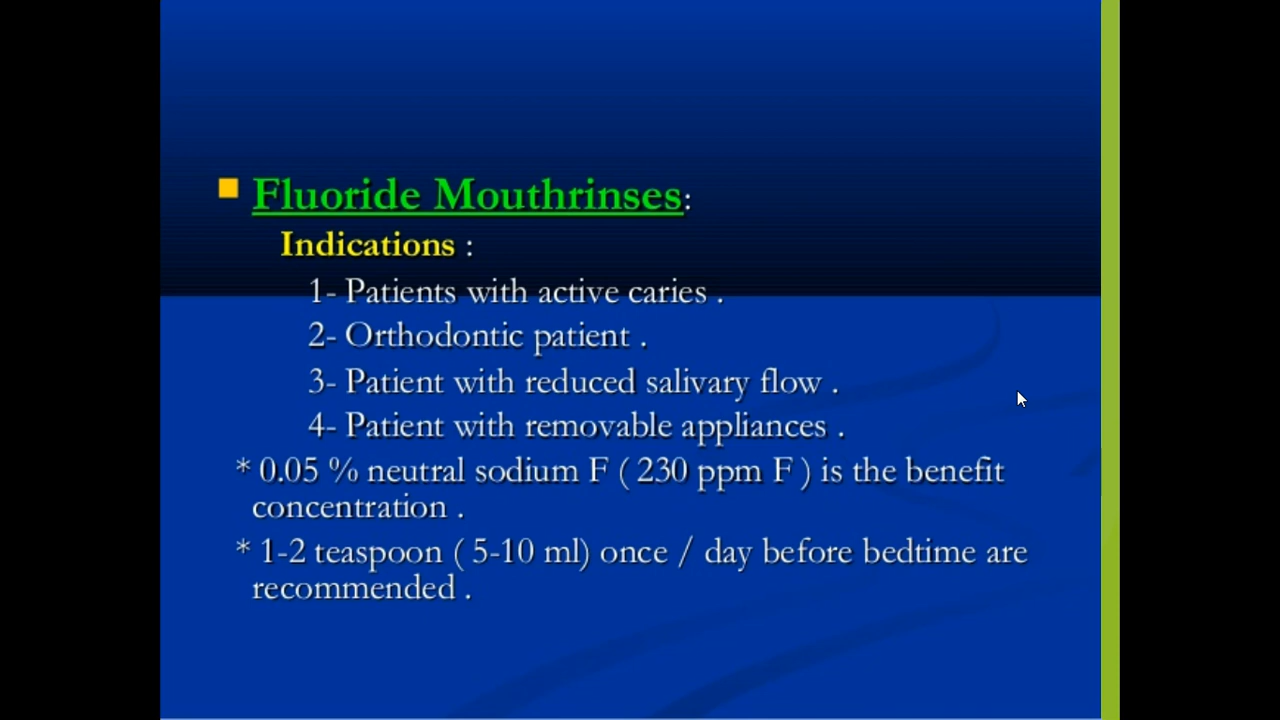 Fluoride Mouthrinses:
Indications :
1- Patients with active caries .
2- Orthodontic patient .
3- Patient with reduced salivary flow .
4- Patient with removable appliances .
* 0.05 % neutral sodium F ( 230 ppm F ) is the benefit
concentration .
* 1-2 teaspoon ( 5-10 ml) once / day before bedtime are
recommended .